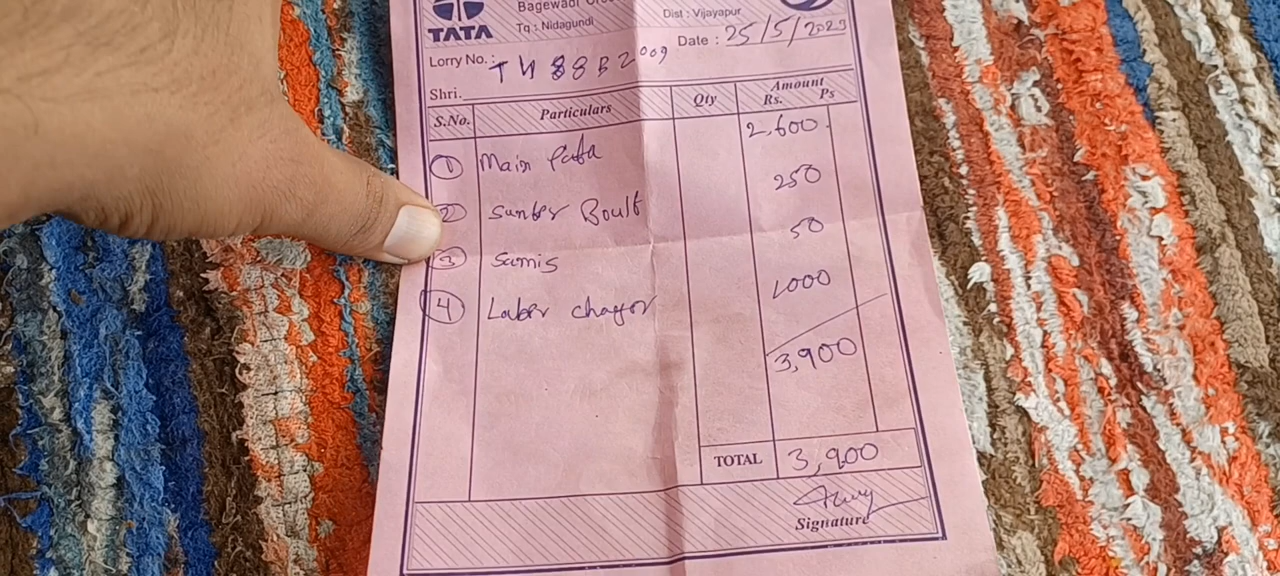 TATA
Bagewadi
Tq : Nidagundi
Dist : Vijayapur
Lorry No.: TN 88 B 2009
Date : 25/5/2023
Shri.
S.No. Particulars Qty Amount Rs. Ps
1 Main Pata 2,600.
2 Sunter Boult 250
3 Sumis 50
4 Laber chager 1000
3,900
TOTAL 3,900
Signature